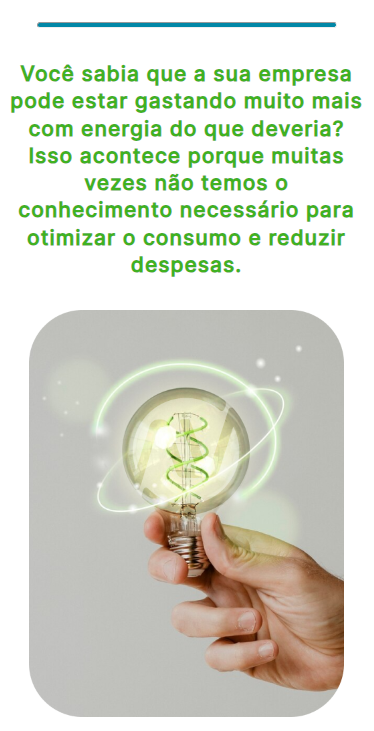 Você sabia que a sua empresa
pode estar gastando muito mais
com energia do que deveria?
Isso acontece porque muitas
vezes não temos o
conhecimento necessário para
otimizar o consumo e reduzir
despesas.